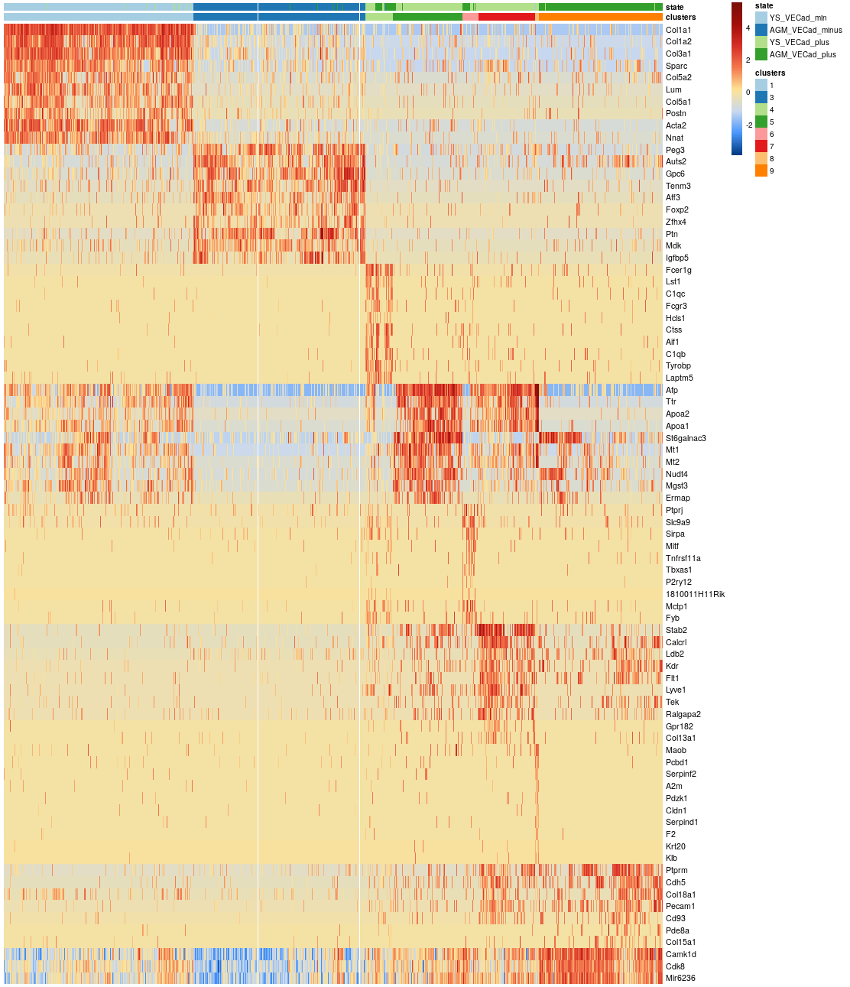 state
clusters
Col1a1
Col1a2
Col3a1
Sparc
Col5a2
Lum
Col5a1
Postn
Acta2
Nnat
Peg3
Auts2
Gpc6
Tenm3
Aff3
Foxp2
Zfhx4
Ptn
Mdk
Igfbp5
Fcer1g
Lst1
C1qc
Fcgr3
Hcls1
Ctss
Aif1
C1qb
Tyrobp
Laptm5
Afp
Ttr
Apoa2
Apoa1
St6galnac3
Mt1
Mt2
Nudt4
Mgst3
Ermap
Ptprj
Slc9a9
Sirpa
Mitf
Tnfrsf11a
Tbxas1
P2ry12
1810011H11Rik
Mctp1
Fyb
Stab2
Calcrl
Ldb2
Kdr
Flt1
Lyve1
Tek
Ralgapa2
Gpr182
Col13a1
Maob
Pcbd1
Serpinf2
A2m
Pdzk1
Cldn1
Serpind1
F2
Krt20
Klb
Ptprm
Cdh5
Col18a1
Pecam1
Cd93
Pde8a
Col15a1
Camk1d
Cdk8
Mir6236
4
2
0
-2
state
YS_VECad_min
AGM_VECad_minus
YS_VECad_plus
AGM_VECad_plus
clusters
1
3
4
5
6
7
8
9